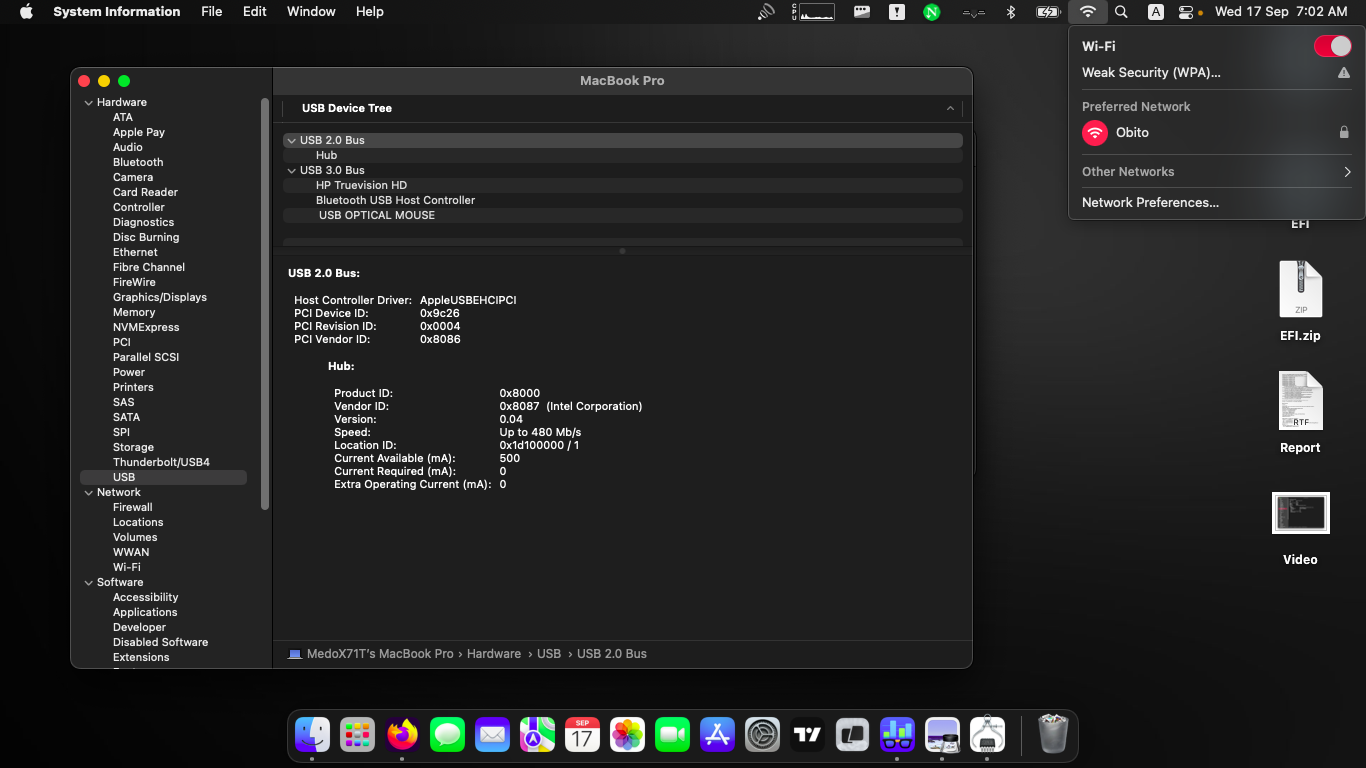 System Information File Edit Window Help
CPU
A
Wed 17 Sep 7:02 AM
Wi-Fi
Weak Security (WPA)...
Preferred Network
Obito
Other Networks
Network Preferences...
MacBook Pro
Hardware
ATA
Apple Pay
Audio
Bluetooth
Camera
Card Reader
Controller
Diagnostics
Disc Burning
Ethernet
Fibre Channel
FireWire
Graphics/Displays
Memory
NVMExpress
PCI
Parallel SCSI
Power
Printers
SAS
SATA
SPI
Storage
Thunderbolt/USB4
USB
Network
Firewall
Locations
Volumes
WWAN
Wi-Fi
Software
Accessibility
Applications
Developer
Disabled Software
Extensions
USB Device Tree
USB 2.0 Bus
Hub
USB 3.0 Bus
HP Truevision HD
Bluetooth USB Host Controller
USB OPTICAL MOUSE
USB 2.0 Bus:
Host Controller Driver: AppleUSBEHCIPCI
PCI Device ID: 0x9c26
PCI Revision ID: 0x0004
PCI Vendor ID: 0x8086
Hub:
Product ID: 0x8000
Vendor ID: 0x8087 (Intel Corporation)
Version: 0.04
Speed: Up to 480 Mb/s
Location ID: 0x1d100000 / 1
Current Available (mA): 500
Current Required (mA): 0
Extra Operating Current (mA): 0
MedoX71T's MacBook Pro › Hardware › USB › USB 2.0 Bus
EFI
ZIP
EFI.zip
RTF
Report
Video
SEP
17